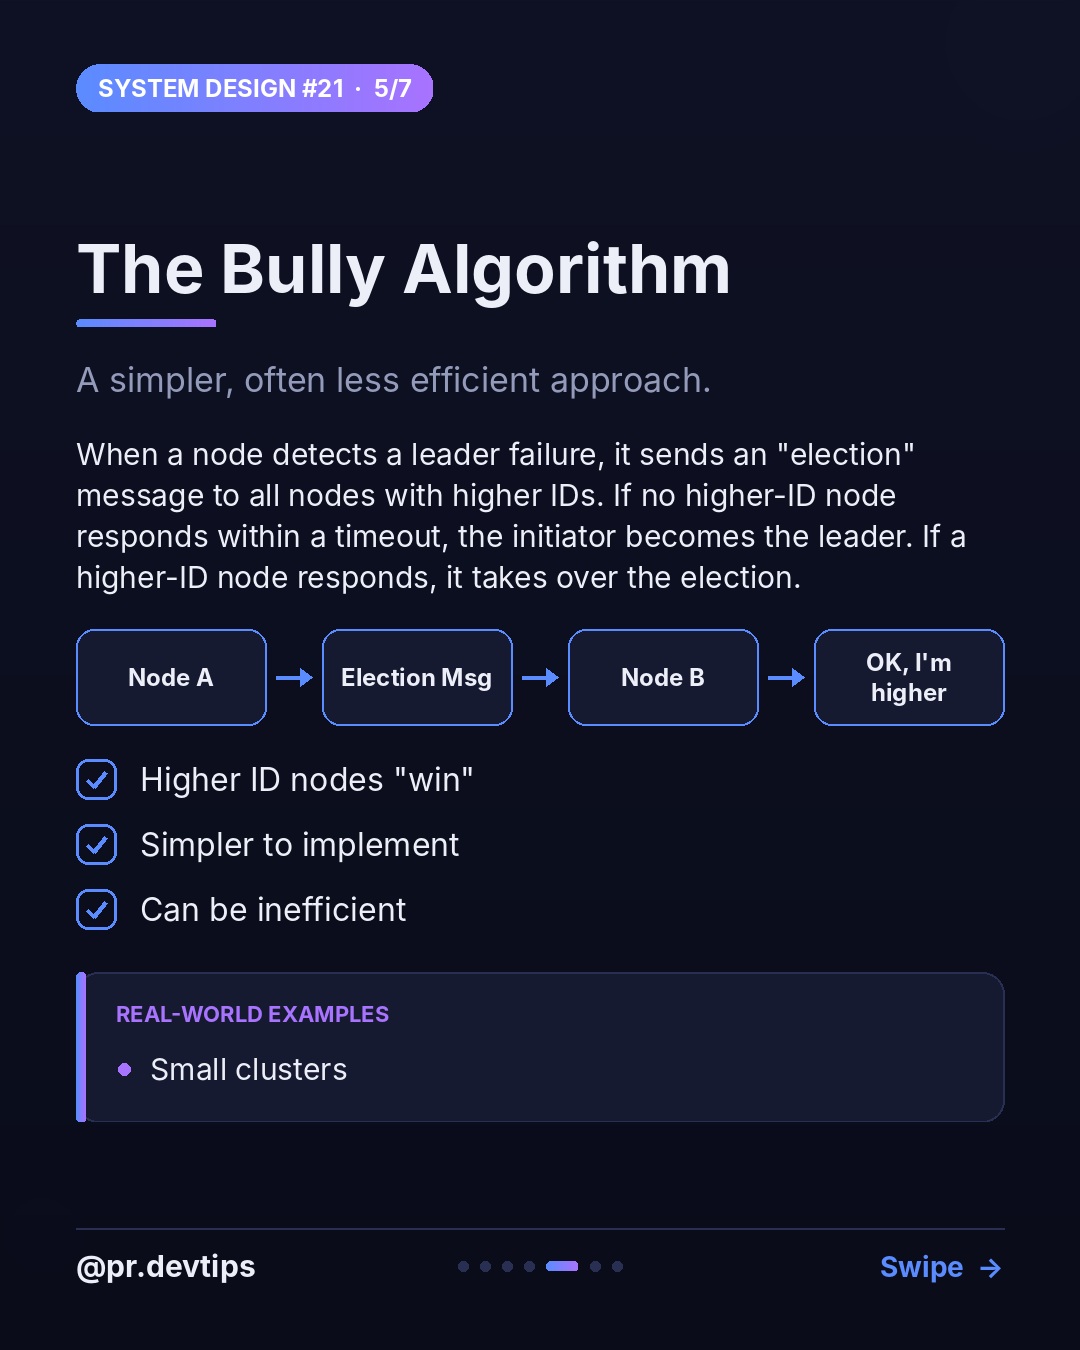 SYSTEM DESIGN #21 · 5/7
The Bully Algorithm
A simpler, often less efficient approach.
When a node detects a leader failure, it sends an "election"
message to all nodes with higher IDs. If no higher-ID node
responds within a timeout, the initiator becomes the leader. If a
higher-ID node responds, it takes over the election.
Node A
Election Msg
Node B
OK, I'm
higher
Higher ID nodes "win"
Simpler to implement
Can be inefficient
REAL-WORLD EXAMPLES
Small clusters
@pr.devtips
Swipe →